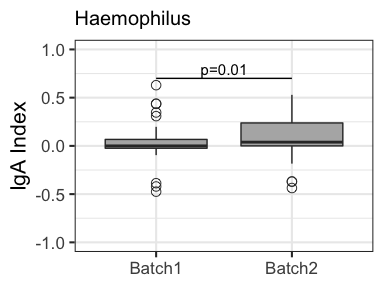 Haemophilus
1.0
p=0.01
0.5
IgA Index
0.0
-0.5
-1.0
Batch1 Batch2